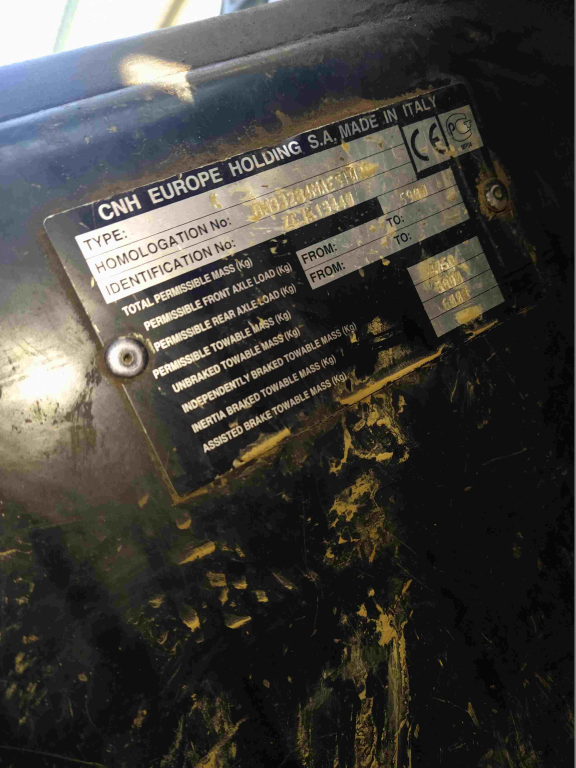 CNH EUROPE HOLDING S.A. MADE IN ITALY
CE
TYPE:
HOMOLOGATION No:
IDENTIFICATION No:
TOTAL PERMISSIBLE MASS (Kg)
PERMISSIBLE FRONT AXLE LOAD (Kg) FROM: TO:
PERMISSIBLE REAR AXLE LOAD (Kg) FROM: TO:
PERMISSIBLE TOWABLE MASS (Kg)
UNBRAKED TOWABLE MASS (Kg)
INDEPENDENTLY BRAKED TOWABLE MASS (Kg)
INERTIA BRAKED TOWABLE MASS (Kg)
ASSISTED BRAKE TOWABLE MASS (Kg)